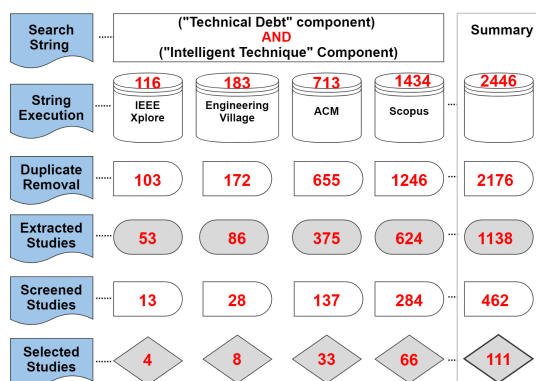 Search
String
("Technical Debt" component)
AND
("Intelligent Technique" Component)
Summary
String
Execution
116
IEEE
Xplore
183
Engineering
Village
713
ACM
1434
Scopus
2446
Duplicate
Removal
103
172
655
1246
2176
Extracted
Studies
53
86
375
624
1138
Screened
Studies
13
28
137
284
462
Selected
Studies
4
8
33
66
111